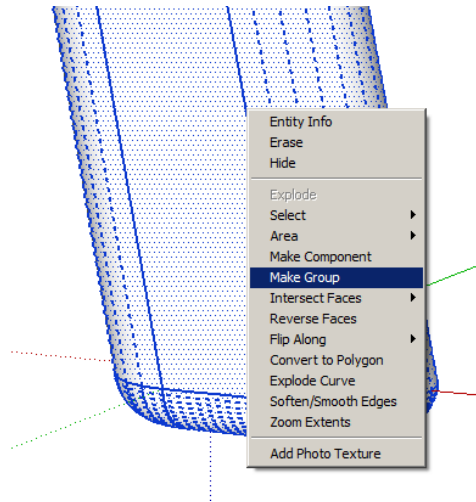 Entity Info
Erase
Hide
Explode
Select
Area
Make Component
Make Group
Intersect Faces
Reverse Faces
Flip Along
Convert to Polygon
Explode Curve
Soften/Smooth Edges
Zoom Extents
Add Photo Texture